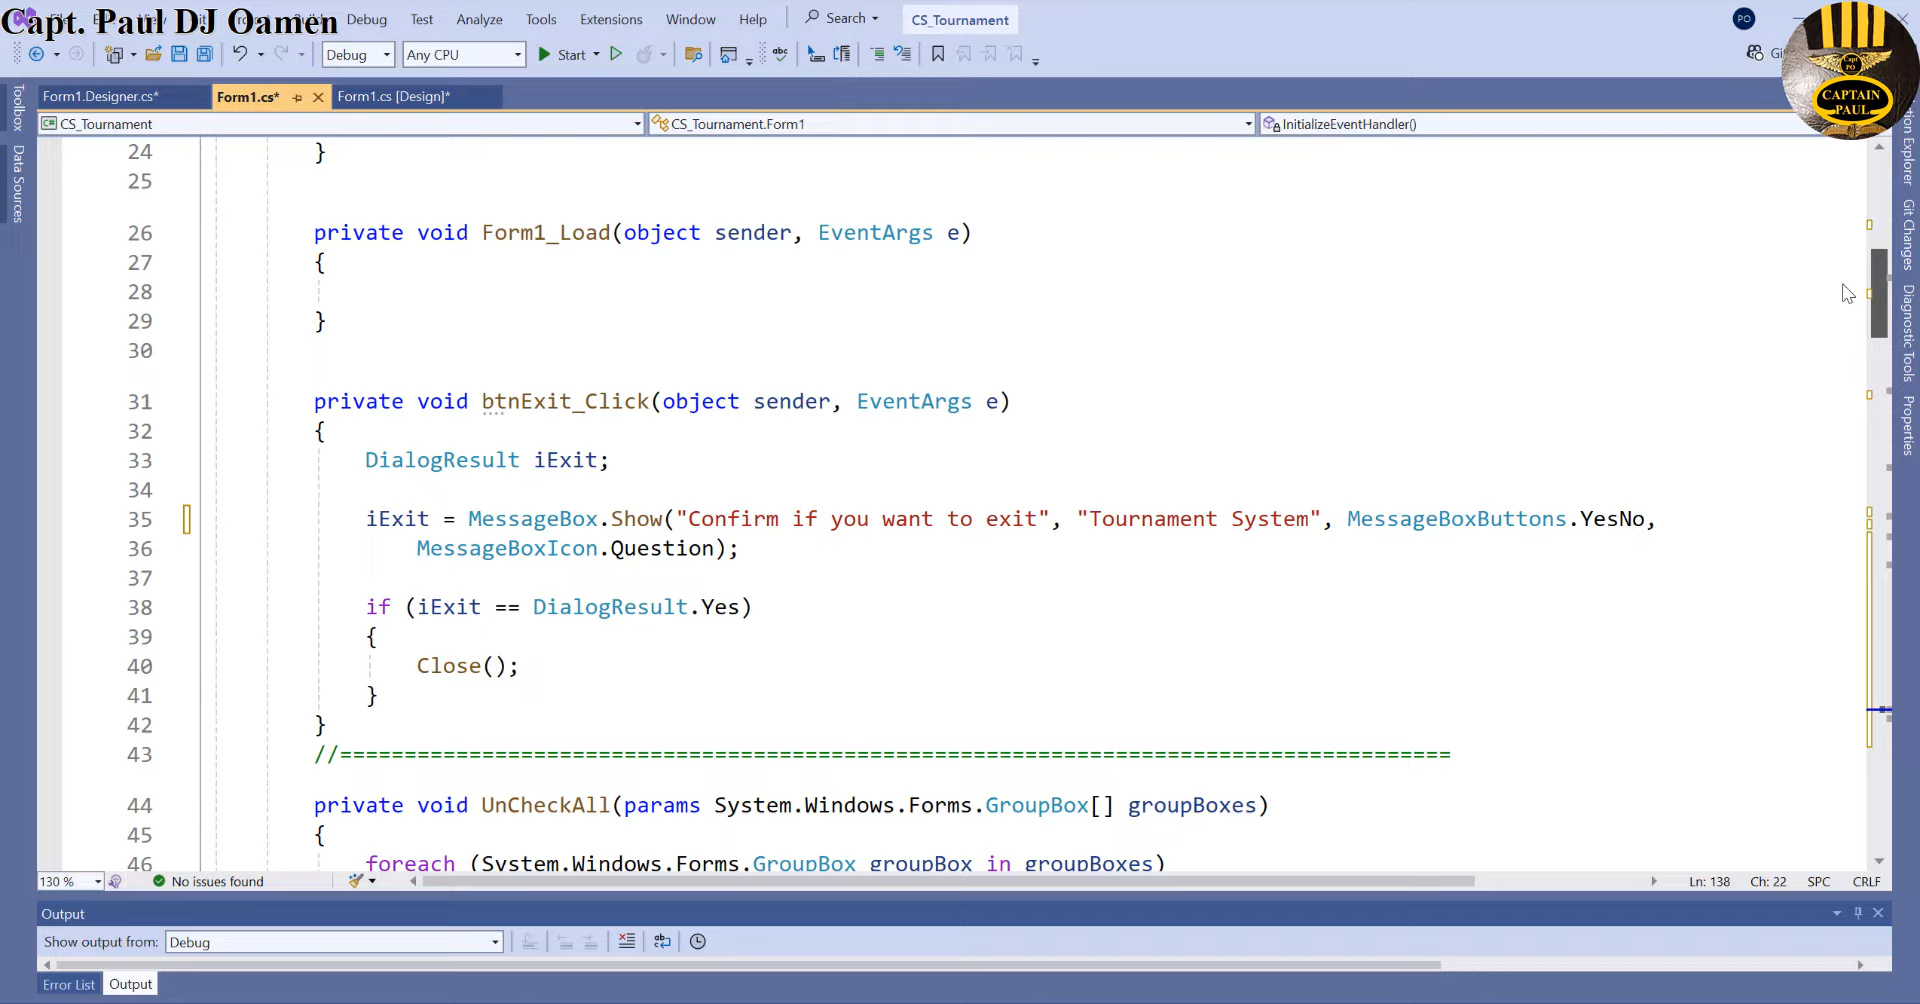 Capt. Paul DJ Oamen
Debug Test Analyze Tools Extensions Window Help Search CS_Tournament PO
Debug Any CPU Start
CAPTAIN
PAUL
Form1.Designer.cs* Form1.cs* Form1.cs [Design]*
CS_Tournament CS_Tournament.Form1 InitializeEventHandler()
Toolbox
Data Sources
24 }
25
26 private void Form1_Load(object sender, EventArgs e)
27 {
28
29 }
30
31 private void btnExit_Click(object sender, EventArgs e)
32 {
33 DialogResult iExit;
34
35 iExit = MessageBox.Show("Confirm if you want to exit", "Tournament System", MessageBoxButtons.YesNo,
36 MessageBoxIcon.Question);
37
38 if (iExit == DialogResult.Yes)
39 {
40 Close();
41 }
42 }
43 //======================================================================================
44 private void UnCheckAll(params System.Windows.Forms.GroupBox[] groupBoxes)
45 {
46 foreach (System.Windows.Forms.GroupBox groupBox in groupBoxes)
Explorer
Git Changes
Diagnostic Tools
Properties
130 % No issues found Ln: 138 Ch: 22 SPC CRLF
Output
Show output from: Debug
Error List Output